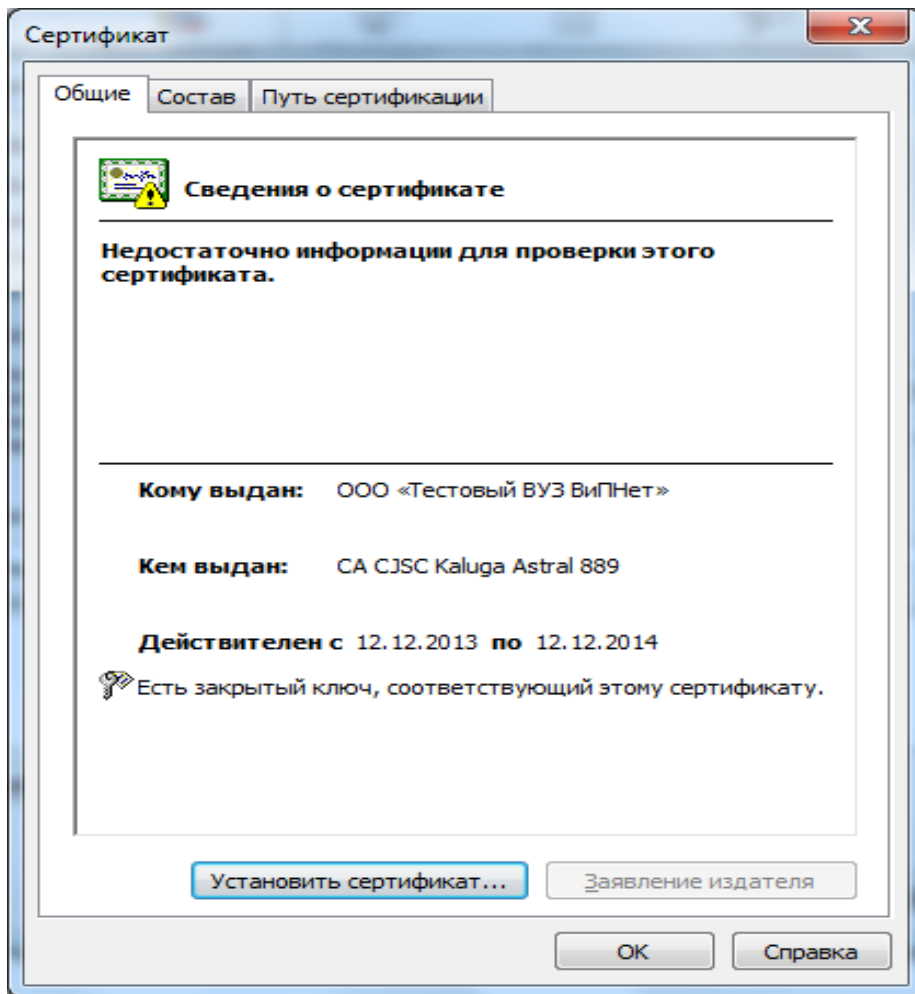 Сертификат
Общие Состав Путь сертификации
Сведения о сертификате
Недостаточно информации для проверки этого
сертификата.
Кому выдан: ООО «Тестовый ВУЗ ВиПНет»
Кем выдан: CA CJSC Kaluga Astral 889
Действителен с 12.12.2013 по 12.12.2014
Есть закрытый ключ, соответствующий этому сертификату.
Установить сертификат... Заявление издателя
ОК Справка